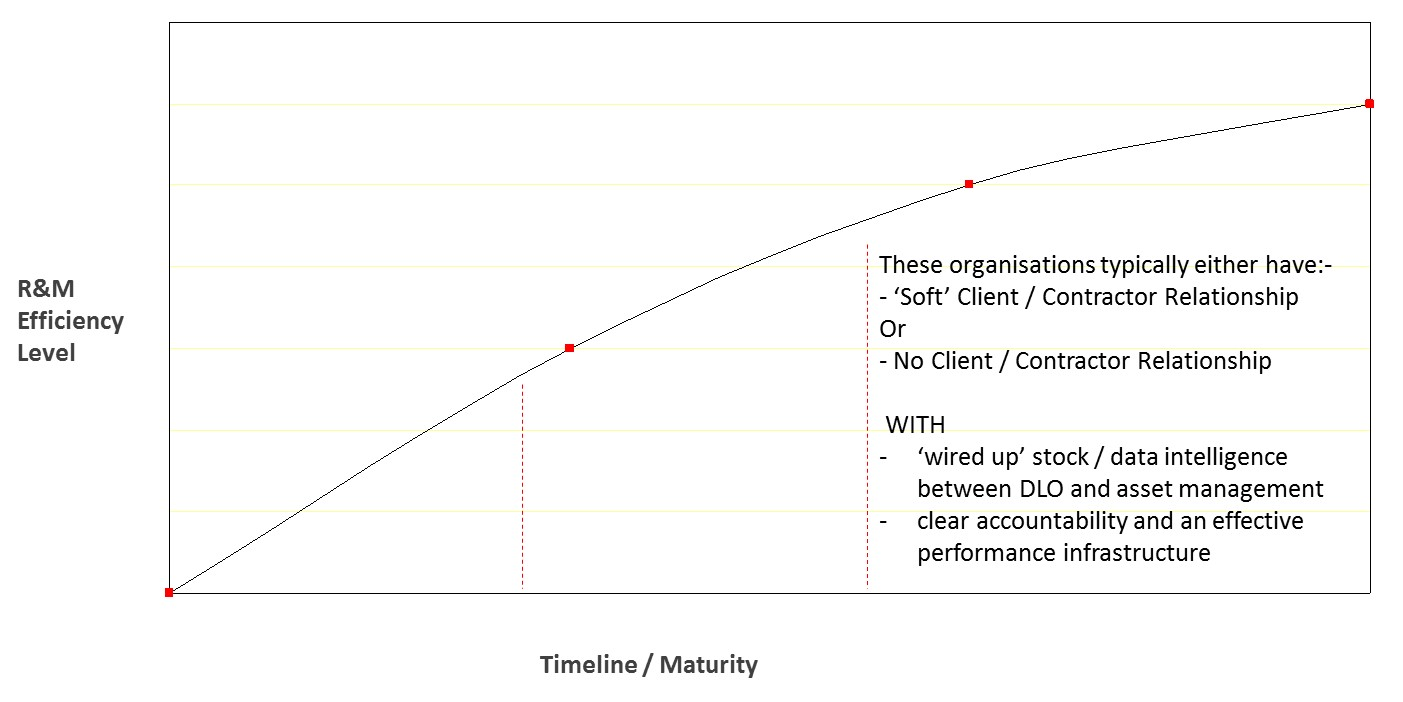 R&M
Efficiency
Level
These organisations typically either have:-
- ‘Soft’ Client / Contractor Relationship
Or
- No Client / Contractor Relationship
WITH
- ‘wired up’ stock / data intelligence
between DLO and asset management
- clear accountability and an effective
performance infrastructure
Timeline / Maturity